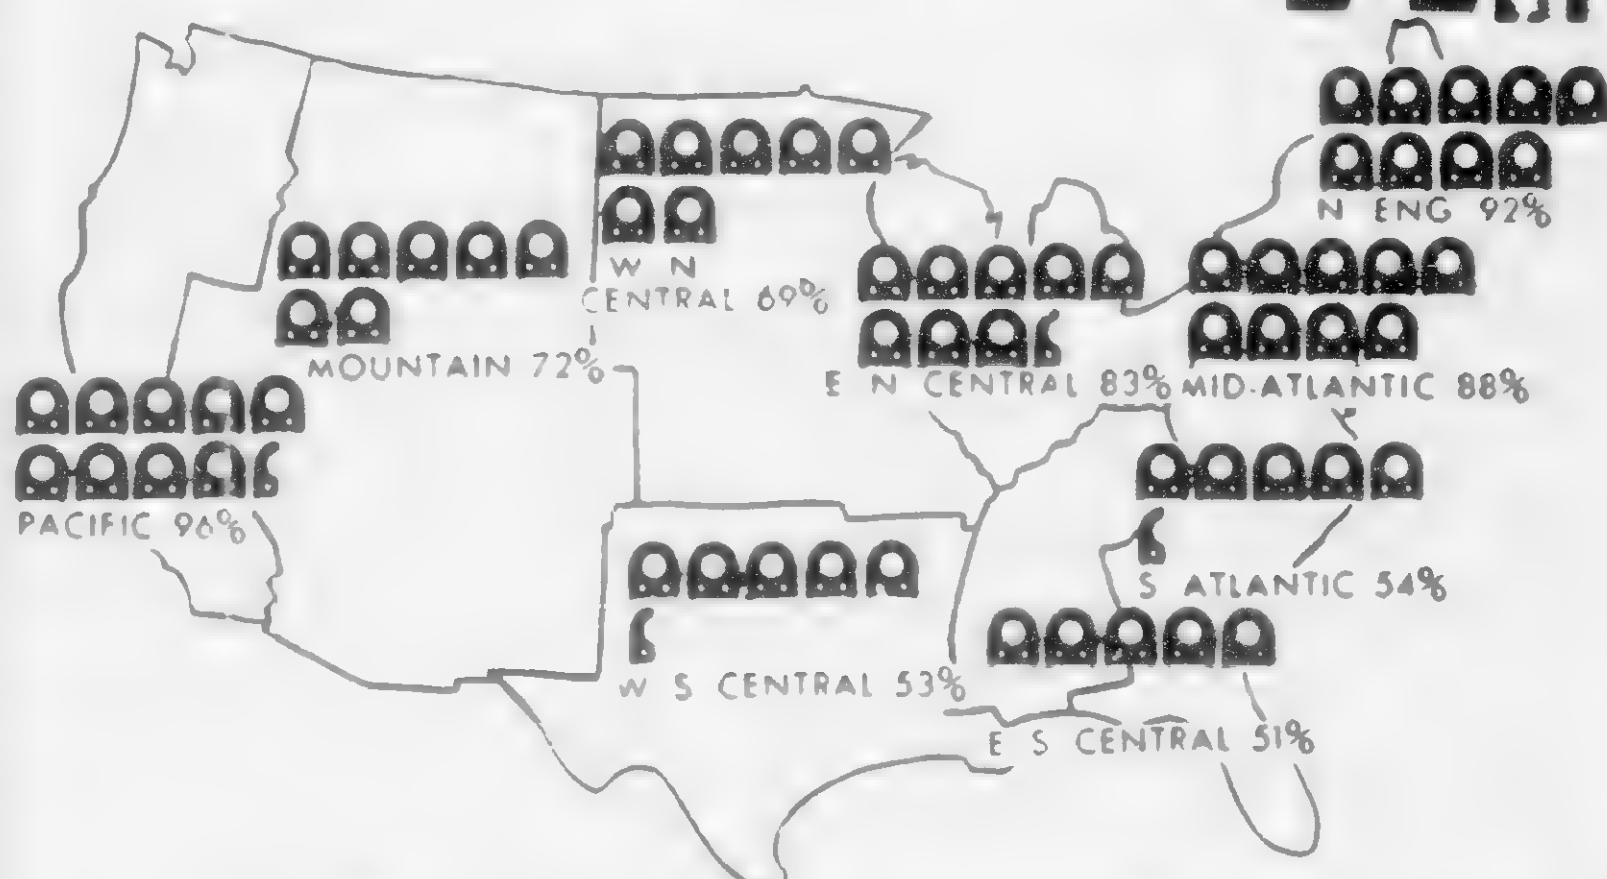 N ENG 92%
W N
CENTRAL 69%
MOUNTAIN 72%
E N CENTRAL 83%
MID-ATLANTIC 88%
PACIFIC 96%
S ATLANTIC 54%
W S CENTRAL 53%
E S CENTRAL 51%